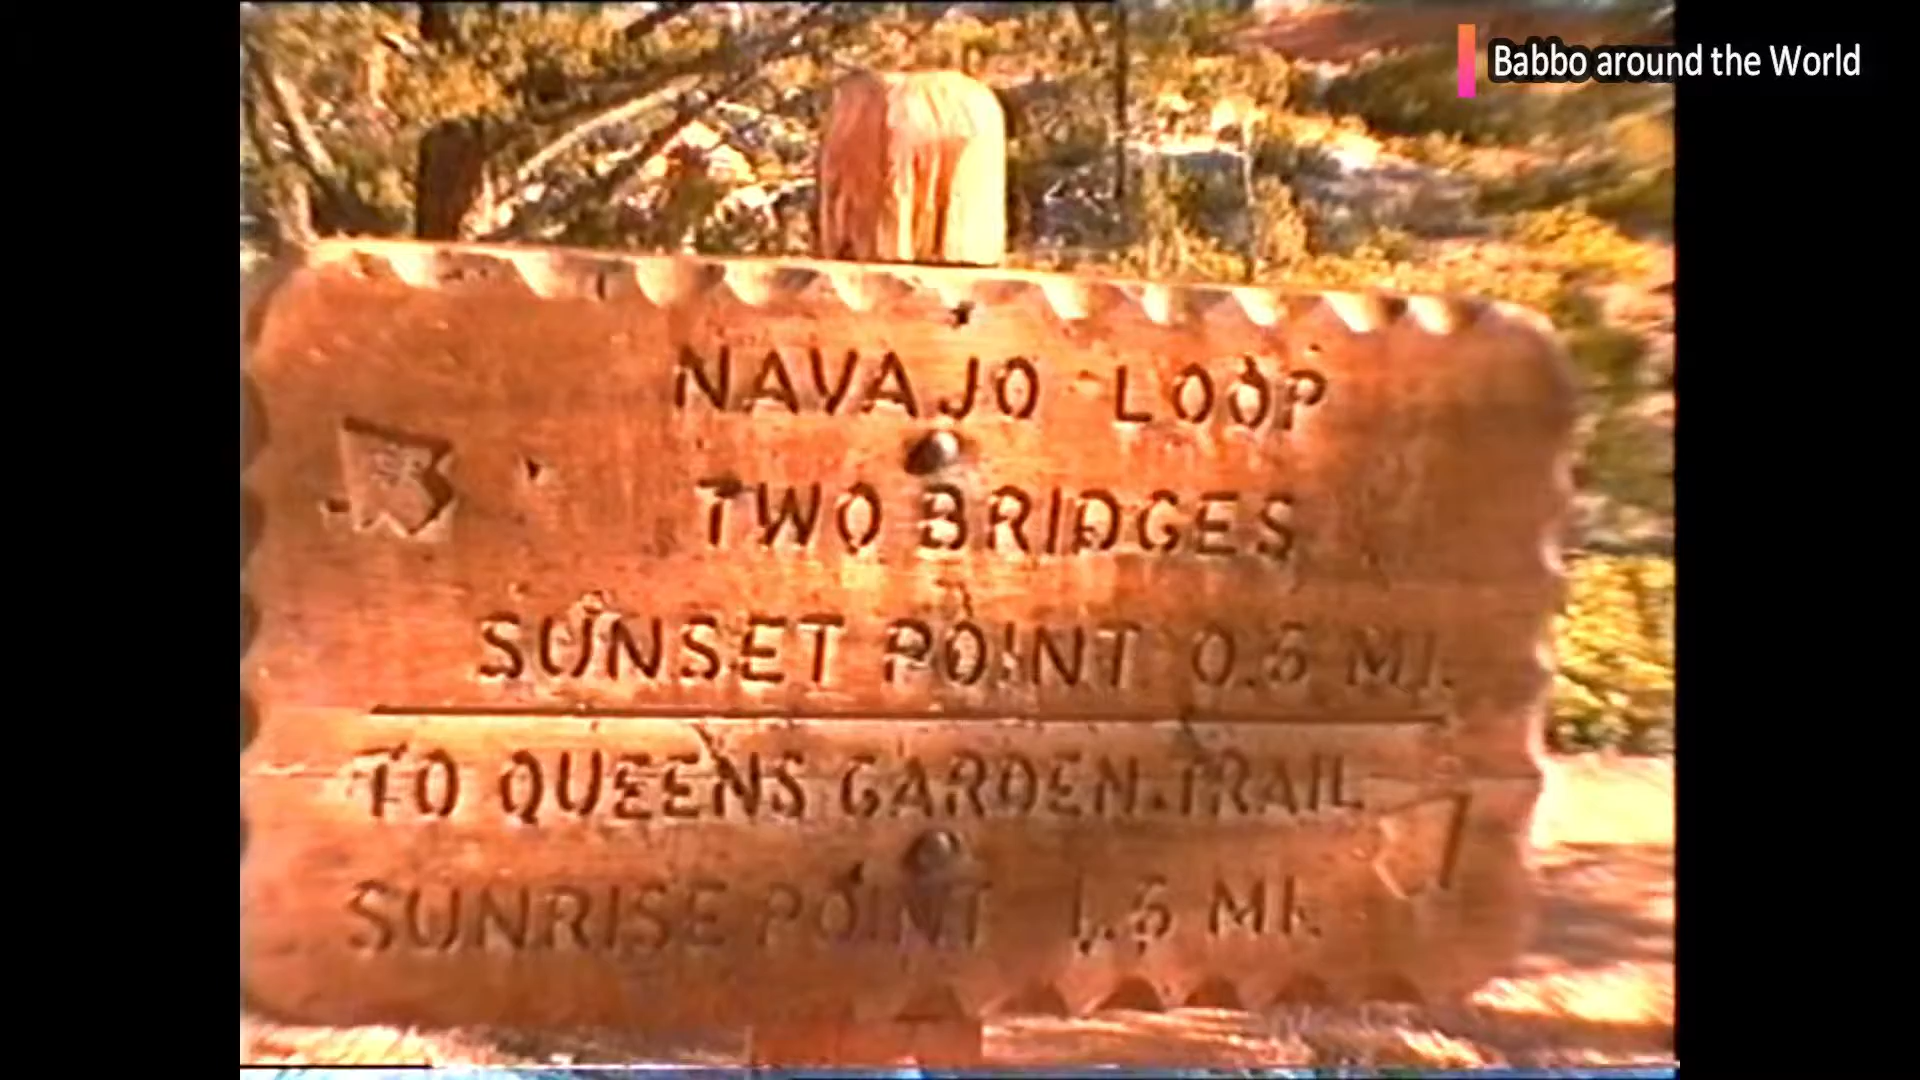 Babbo around the World
NAVAJO LOOP
TWO BRIDGES
SUNSET POINT 0.6 MI.
TO QUEENS GARDEN TRAIL
SUNRISE POINT 1.6 MI.